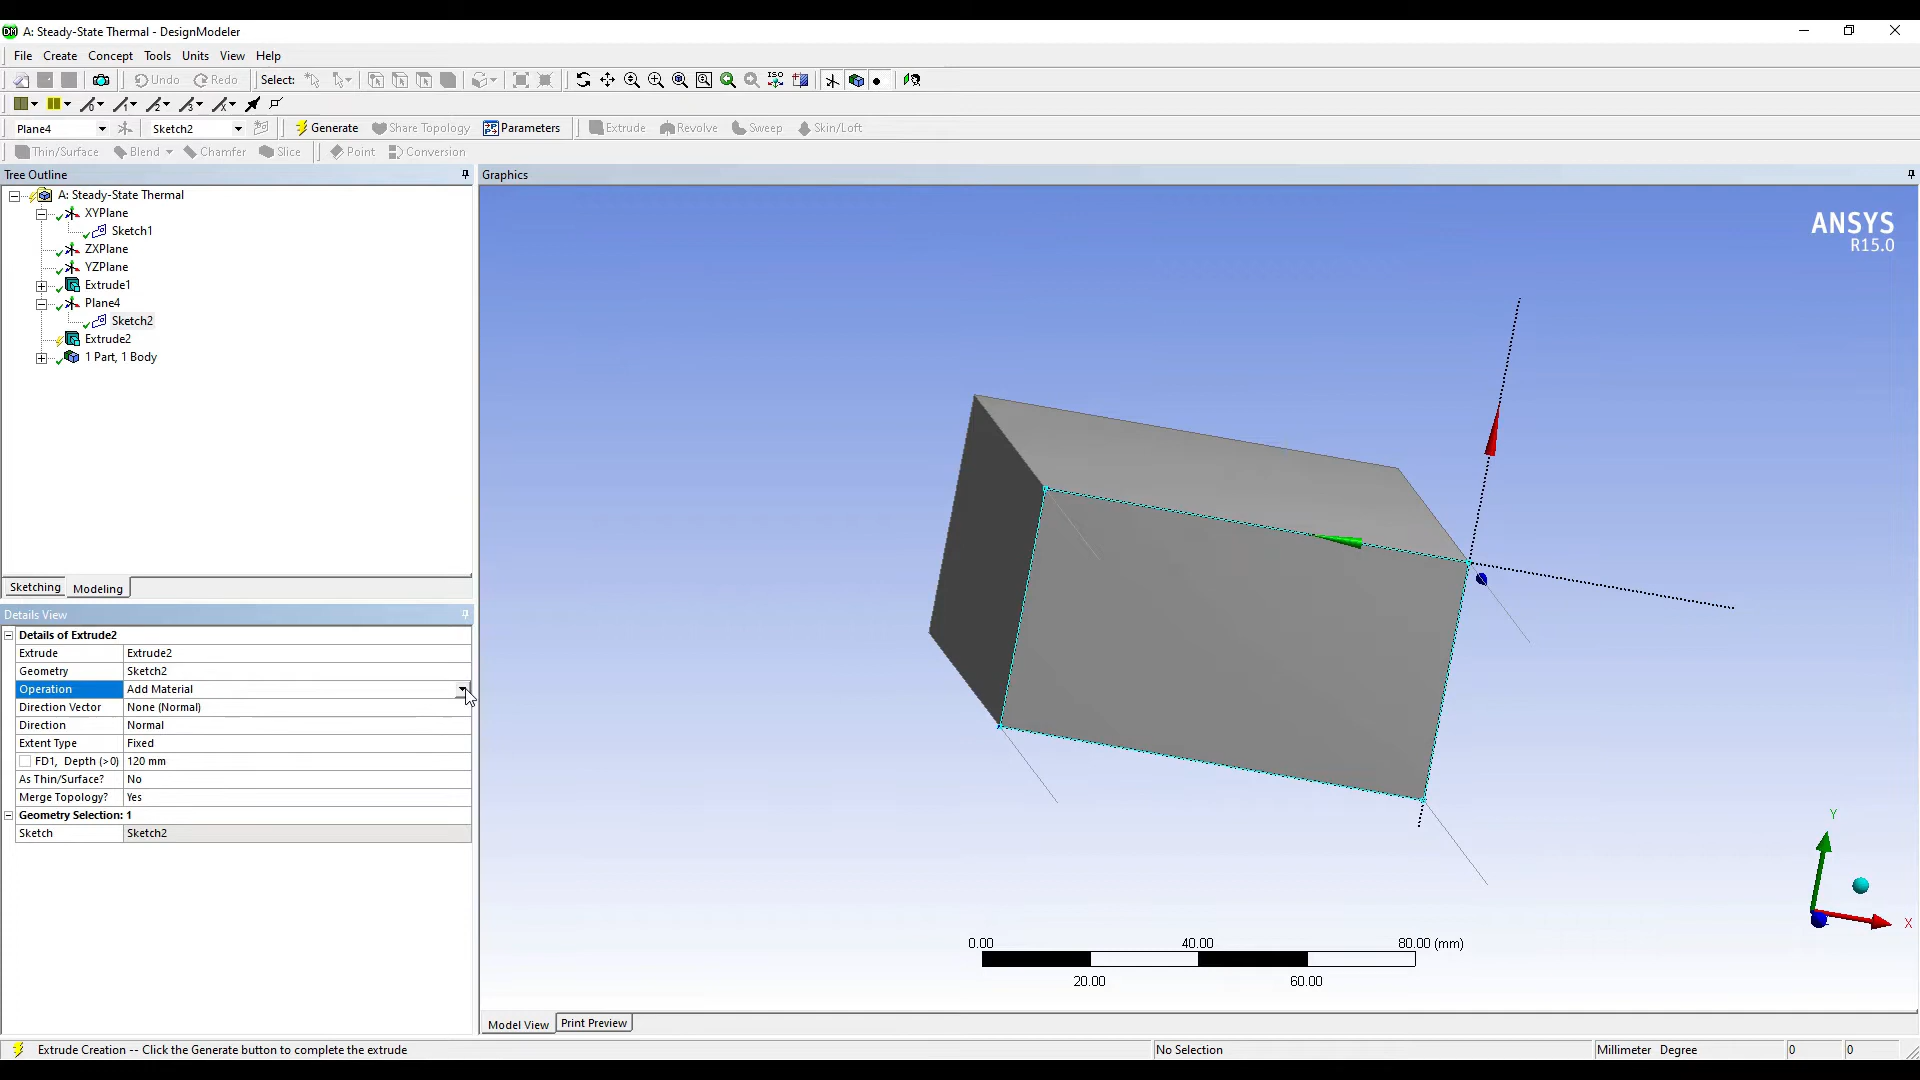 A: Steady-State Thermal - DesignModeler
File Create Concept Tools Units View Help
Undo Redo Select: ISO
Plane4 Sketch2 Generate Share Topology Parameters Extrude Revolve Sweep Skin/Loft
Thin/Surface Blend Chamfer Slice Point Conversion
Tree Outline
A: Steady-State Thermal
XYPlane
Sketch1
ZXPlane
YZPlane
Extrude1
Plane4
Sketch2
Extrude2
1 Part, 1 Body
Sketching Modeling
Details View
Details of Extrude2
Extrude Extrude2
Geometry Sketch2
Operation Add Material
Direction Vector None (Normal)
Direction Normal
Extent Type Fixed
FD1, Depth (>0) 120 mm
As Thin/Surface? No
Merge Topology? Yes
Geometry Selection: 1
Sketch Sketch2
Graphics
ANSYS
R15.0
Y
X
0.00 40.00 80.00 (mm)
20.00 60.00
Model View Print Preview
Extrude Creation -- Click the Generate button to complete the extrude No Selection Millimeter Degree 0 0